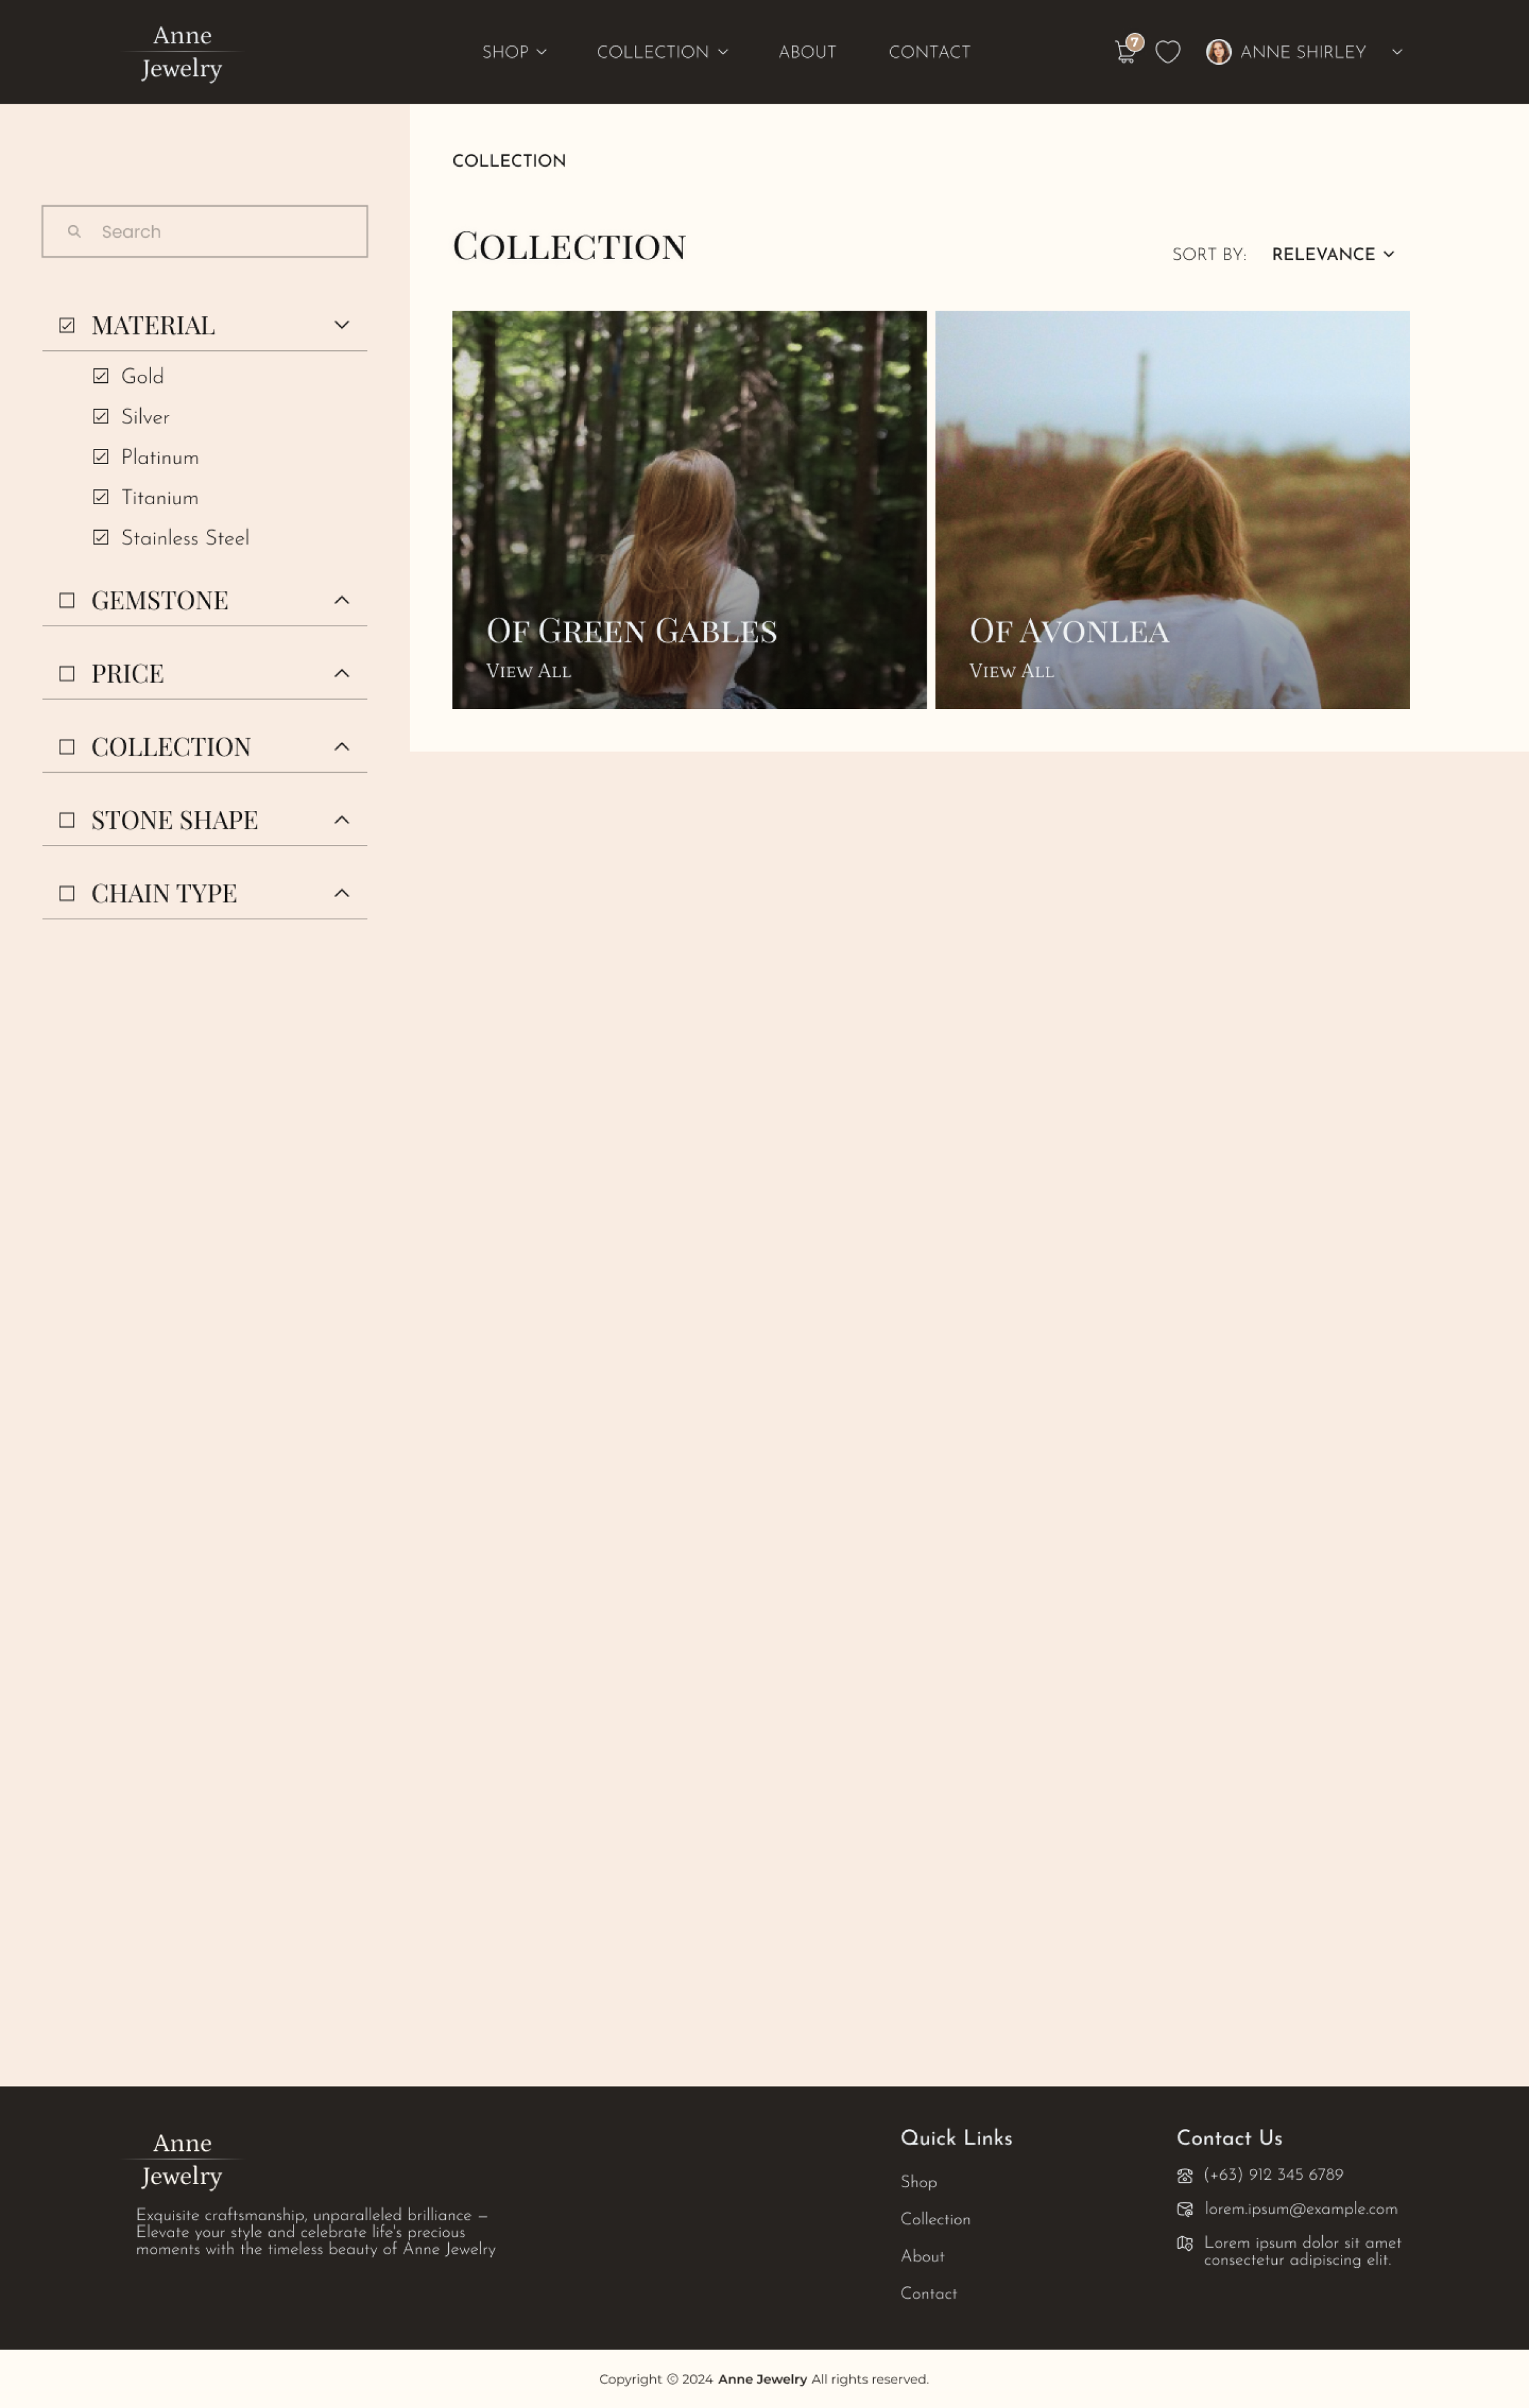 Anne
Jewelry
SHOP
COLLECTION
ABOUT
CONTACT
7
ANNE SHIRLEY
COLLECTION
Search
COLLECTION
SORT BY: RELEVANCE
MATERIAL
Gold
Silver
Platinum
Titanium
Stainless Steel
GEMSTONE
PRICE
COLLECTION
STONE SHAPE
CHAIN TYPE
OF GREEN GABLES
VIEW ALL
OF AVONLEA
VIEW ALL
Anne
Jewelry
Exquisite craftsmanship, unparalleled brilliance –
Elevate your style and celebrate life's precious
moments with the timeless beauty of Anne Jewelry
Quick Links
Shop
Collection
About
Contact
Contact Us
(+63) 912 345 6789
lorem.ipsum@example.com
Lorem ipsum dolor sit amet
consectetur adipiscing elit.
Copyright © 2024 Anne Jewelry All rights reserved.